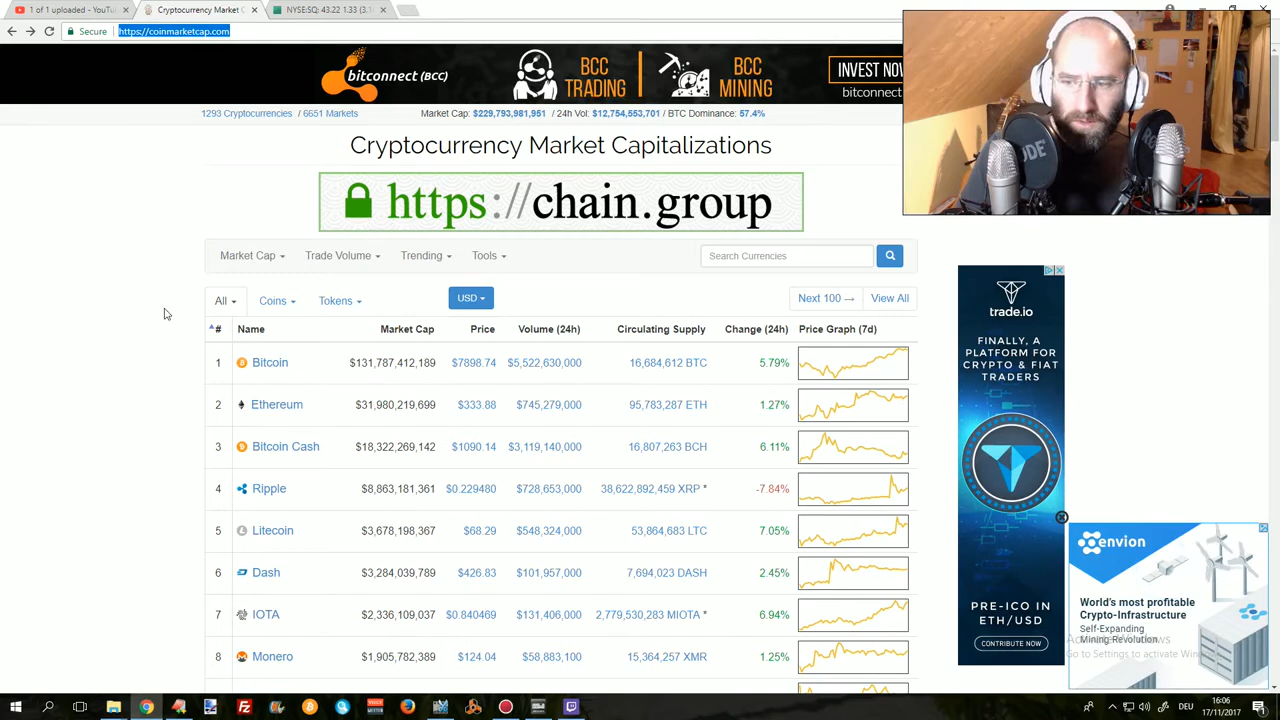 1 of 1 uploaded - YouTu
Cryptocurrency Market C
NYSE:SQ: 43.22 1.33 (3.1
Secure
https://coinmarketcap.com
bitconnect (BCC)
BCC TRADING
BCC MINING
INVEST NOW
bitconnect
1293 Cryptocurrencies / 6651 Markets
Market Cap: $229,793,981,951 / 24h Vol: $12,754,553,701 / BTC Dominance: 57.4%
Cryptocurrency Market Capitalizations
https://chain.group
Market Cap
Trade Volume
Trending
Tools
Search Currencies
All
Coins
Tokens
USD
Next 100 →
View All
# Name Market Cap Price Volume (24h) Circulating Supply Change (24h) Price Graph (7d)
1 Bitcoin $131,787,412,189 $7898.74 $5,522,630,000 16,684,612 BTC 5.79%
2 Ethereum $31,980,219,699 $333.88 $745,279,000 95,783,287 ETH 1.27%
3 Bitcoin Cash $18,322,269,142 $1090.14 $3,119,140,000 16,807,263 BCH 6.11%
4 Ripple $8,863,181,361 $0.229480 $728,653,000 38,622,892,459 XRP * -7.84%
5 Litecoin $3,678,198,367 $68.29 $548,324,000 53,864,683 LTC 7.05%
6 Dash $3,284,039,789 $426.83 $101,957,000 7,694,023 DASH 2.45%
7 IOTA $2,336,109,037 $0.840469 $131,406,000 2,779,530,283 MIOTA * 6.94%
8 Monero $1,905,642 $124.04 $58,883,100 15,364,257 XMR 1.25%
trade.io
FINALLY, A
PLATFORM FOR
CRYPTO & FIAT
TRADERS
PRE-ICO IN
ETH/USD
CONTRIBUTE NOW
envion
World's most profitable
Crypto-Infrastructure
Self-Expanding
Mining Revolution
Activate Windows
Go to Settings to activate Win
RODE
DEU
16:06
17/11/2017